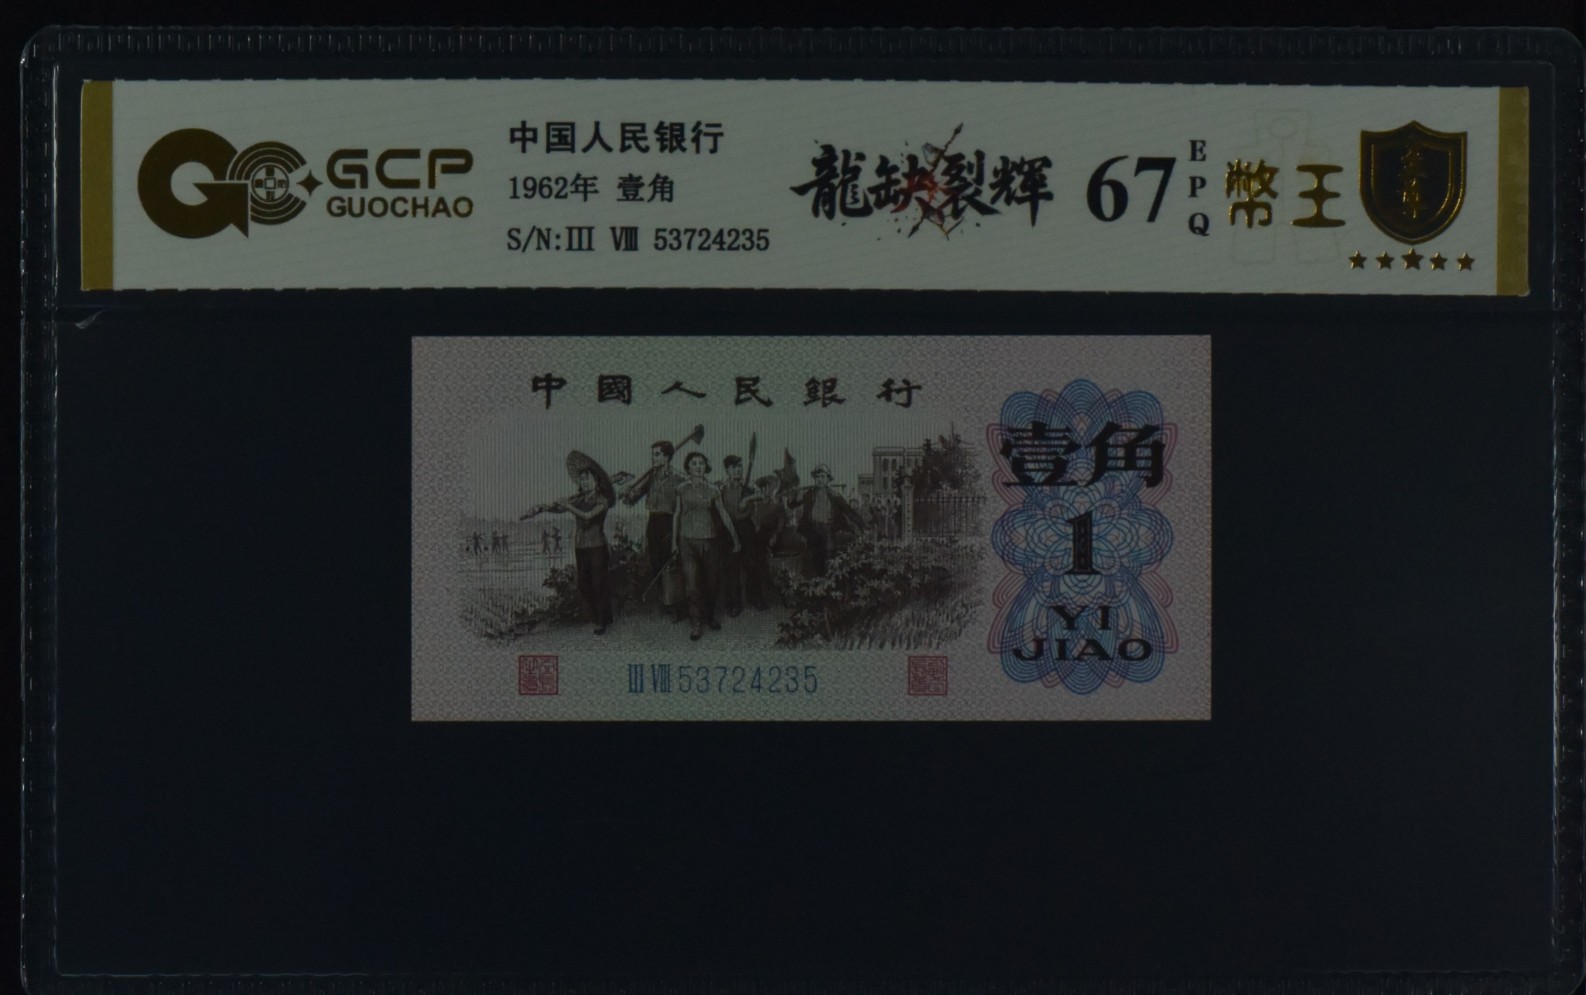 GCP
GUOCHAO
中国人民银行
1962年 壹角
S/N:III VIII 53724235
龍缺裂輝
67
EPQ
幣王
中國人民銀行
壹角
1
YI
JIAO
III VIII 53724235